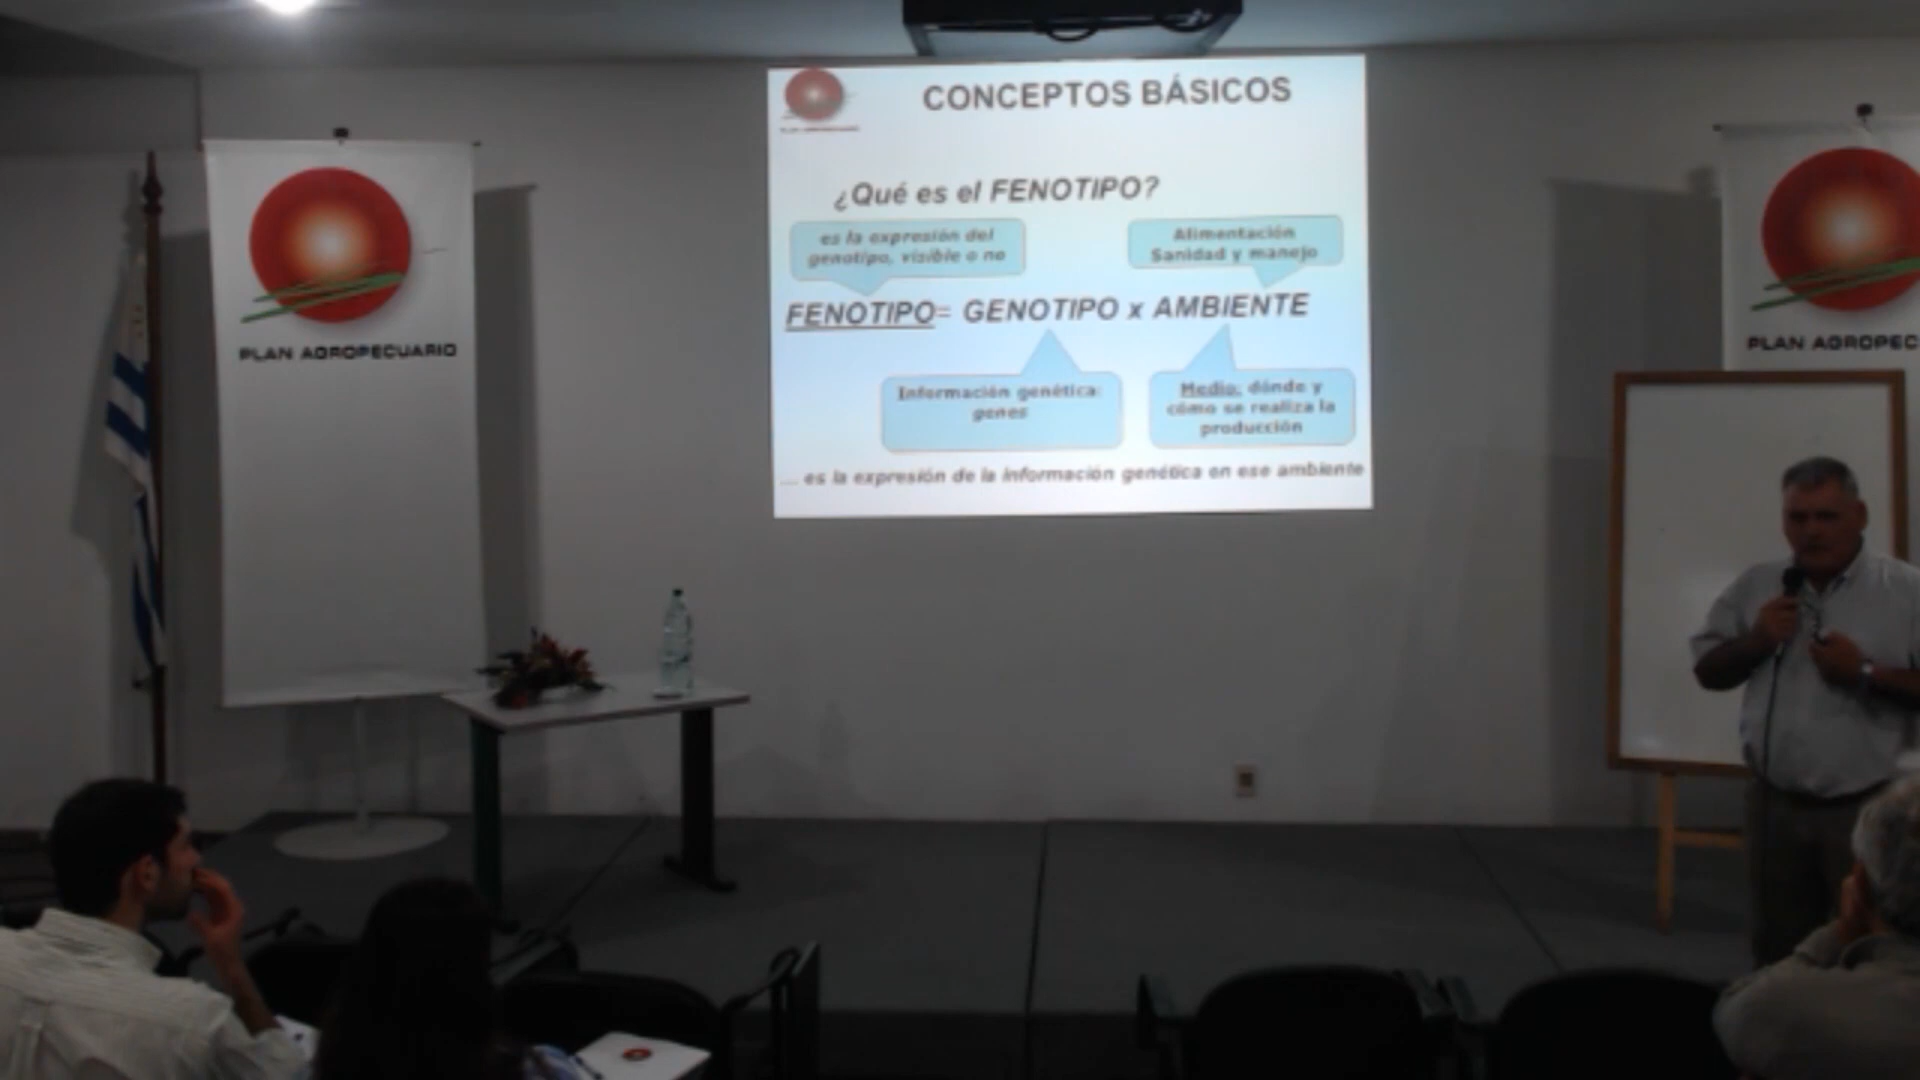 CONCEPTOS BÁSICOS
¿Qué es el FENOTIPO?
es la expresión del
genotipo, visible o no
Alimentación
Sanidad y manejo
FENOTIPO= GENOTIPO x AMBIENTE
Información genética:
genes
Medio, dónde y
cómo se realiza la
producción
... es la expresión de la información genética en ese ambiente
PLAN AGROPECUARIO
PLAN AGROPEC